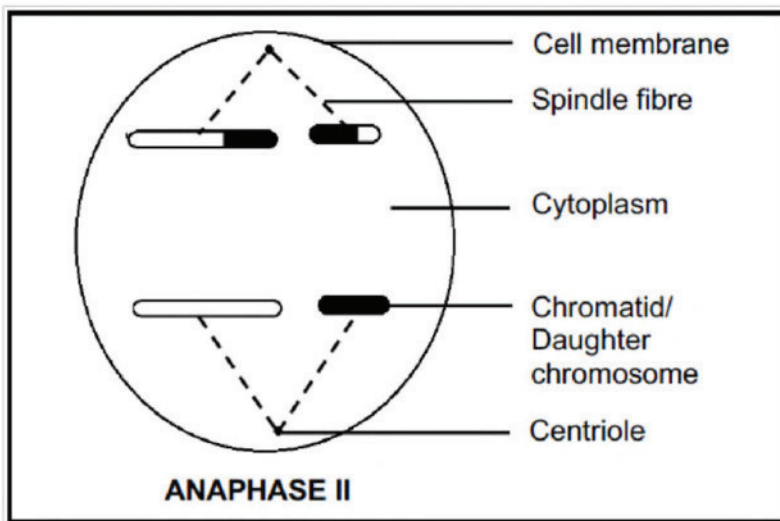 Cell membrane
Spindle fibre
Cytoplasm
Chromatid/
Daughter
chromosome
Centriole
ANAPHASE II